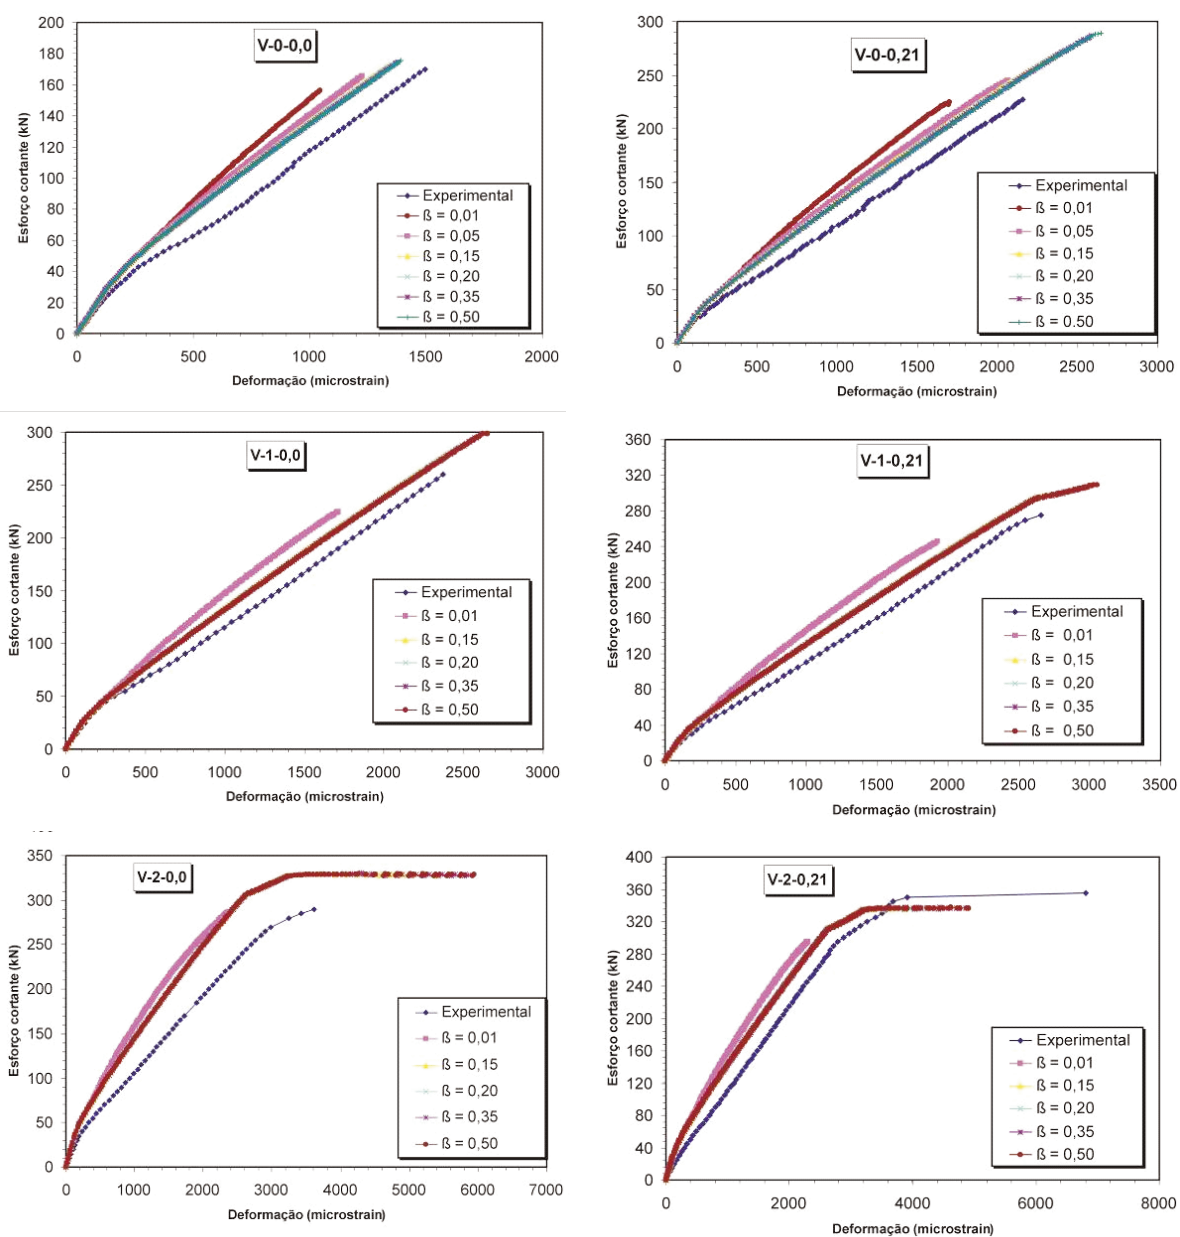 V-0-0,0
Esforço cortante (kN)
200
180
160
140
120
100
80
60
40
20
0
Experimental
ß = 0,01
ß = 0,05
ß = 0,15
ß = 0,20
ß = 0,35
ß = 0,50
0 500 1000 1500 2000
Deformação (microstrain)
V-0-0,21
Esforço cortante (kN)
300
250
200
150
100
50
0
Experimental
ß = 0,01
ß = 0,05
ß = 0,15
ß = 0,20
ß = 0,35
ß = 0.50
0 500 1000 1500 2000 2500 3000
Deformação (microstrain)
V-1-0,0
Esforço cortante (kN)
300
250
200
150
100
50
0
Experimental
ß = 0,01
ß = 0,15
ß = 0,20
ß = 0,35
ß = 0,50
0 500 1000 1500 2000 2500 3000
Deformação (microstrain)
V-1-0,21
Esforço cortante (kN)
360
320
280
240
200
160
120
80
40
0
Experimental
ß = 0,01
ß = 0,15
ß = 0,20
ß = 0,35
ß = 0,50
0 500 1000 1500 2000 2500 3000 3500
Deformação (microstrain)
V-2-0,0
Esforço cortante (kN)
350
300
250
200
150
100
50
0
Experimental
ß = 0,01
ß = 0,15
ß = 0,20
ß = 0,35
ß = 0,50
0 1000 2000 3000 4000 5000 6000 7000
Deformação (microstrain)
V-2-0,21
Esforço cortante (kN)
400
360
320
280
240
200
160
120
80
40
0
Experimental
ß = 0,01
ß = 0,15
ß = 0,20
ß = 0,35
ß = 0,50
0 2000 4000 6000 8000
Deformação (microstrain)